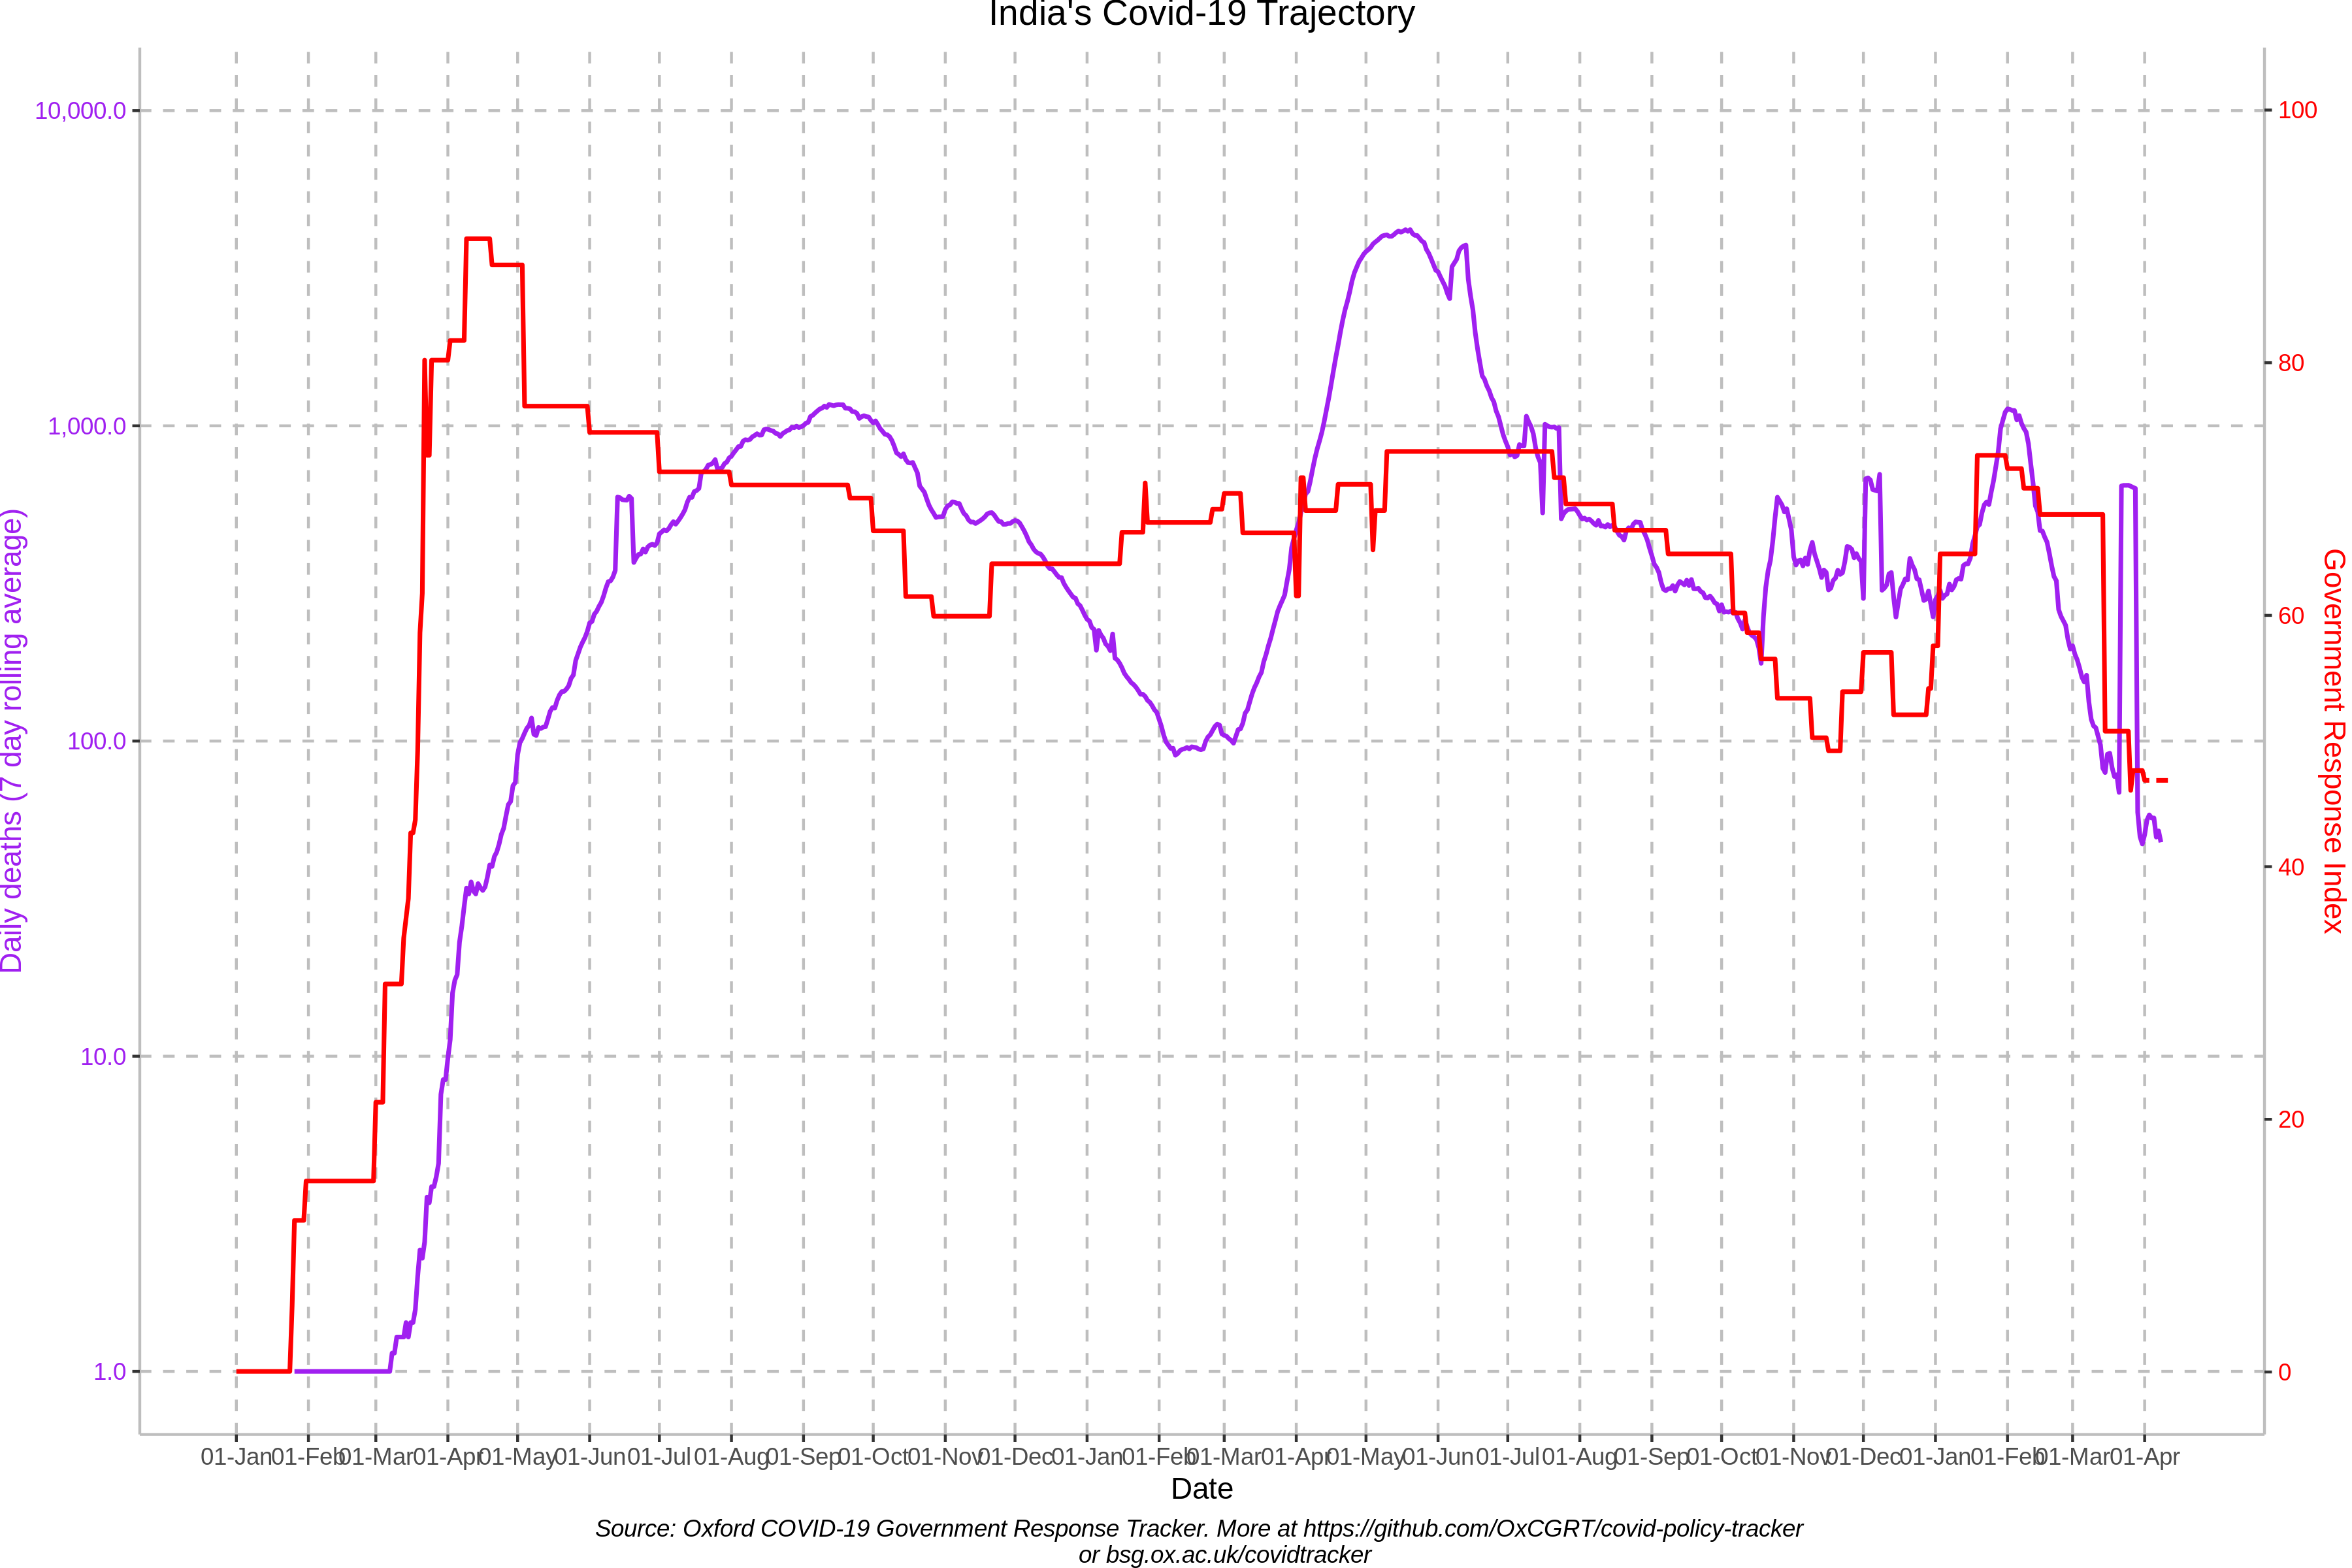 India's Covid-19 Trajectory
10,000.0
1,000.0
100.0
10.0
1.0
Daily deaths (7 day rolling average)
100
80
60
40
20
0
Government Response Index
01-Jan 01-Feb 01-Mar 01-Apr 01-May 01-Jun 01-Jul 01-Aug 01-Sep 01-Oct 01-Nov 01-Dec 01-Jan 01-Feb 01-Mar 01-Apr 01-May 01-Jun 01-Jul 01-Aug 01-Sep 01-Oct 01-Nov 01-Dec 01-Jan 01-Feb 01-Mar 01-Apr
Date
Source: Oxford COVID-19 Government Response Tracker. More at https://github.com/OxCGRT/covid-policy-tracker
or bsg.ox.ac.uk/covidtracker